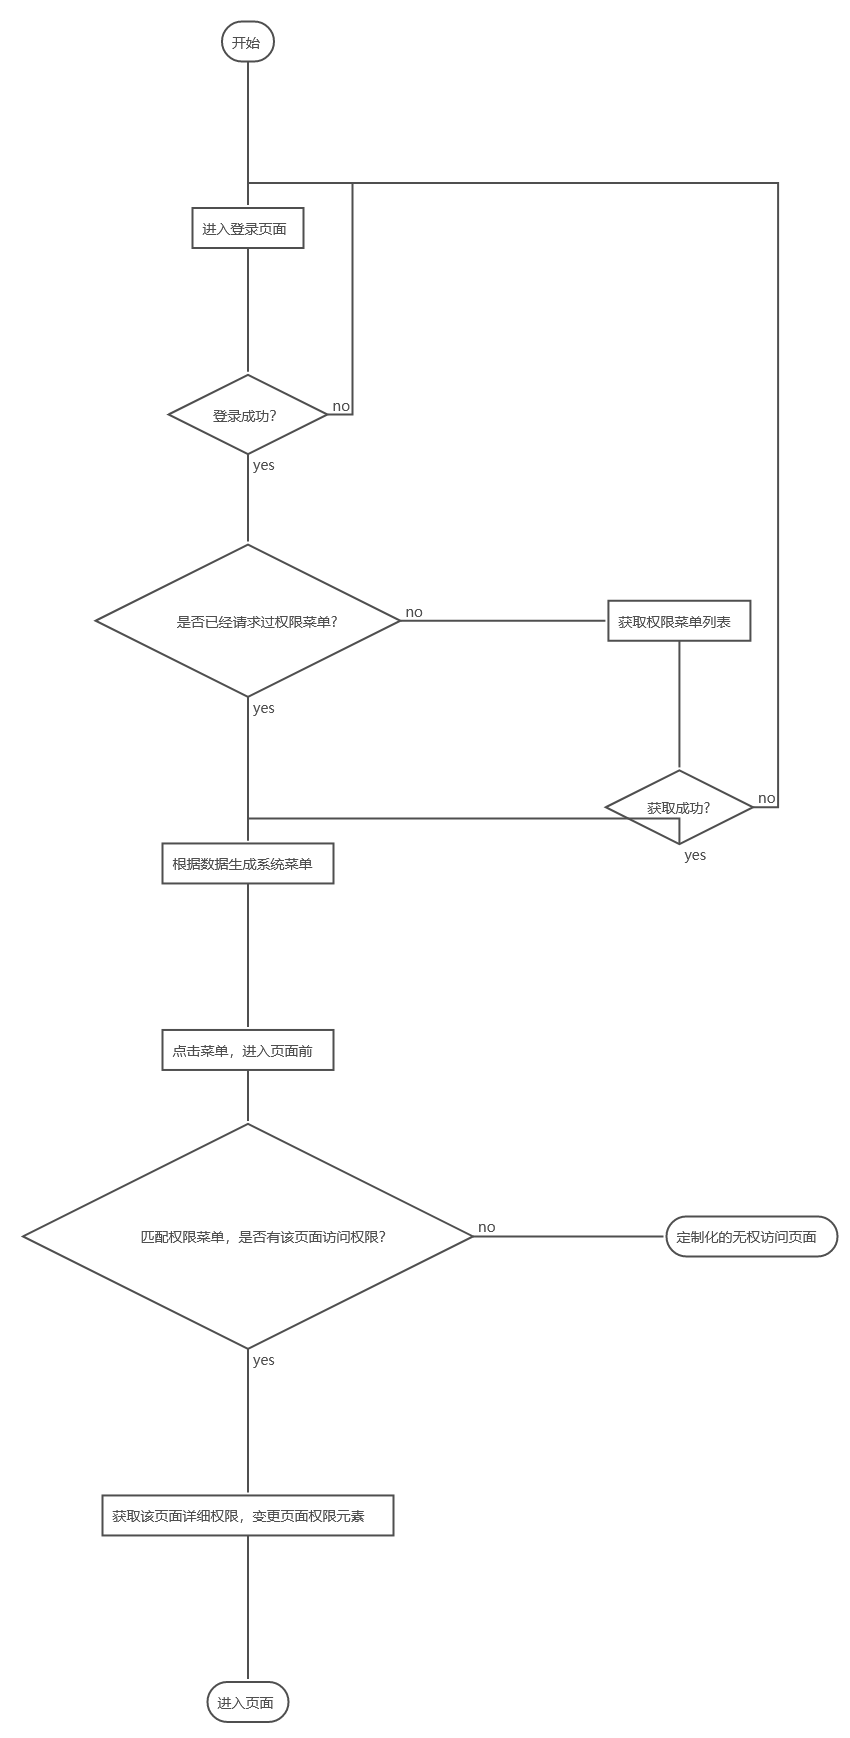 开始
进入登录页面
登录成功?
no
yes
是否已经请求过权限菜单?
no
获取权限菜单列表
yes
获取成功?
no
yes
根据数据生成系统菜单
点击菜单，进入页面前
匹配权限菜单，是否有该页面访问权限?
no
定制化的无权访问页面
yes
获取该页面详细权限，变更页面权限元素
进入页面